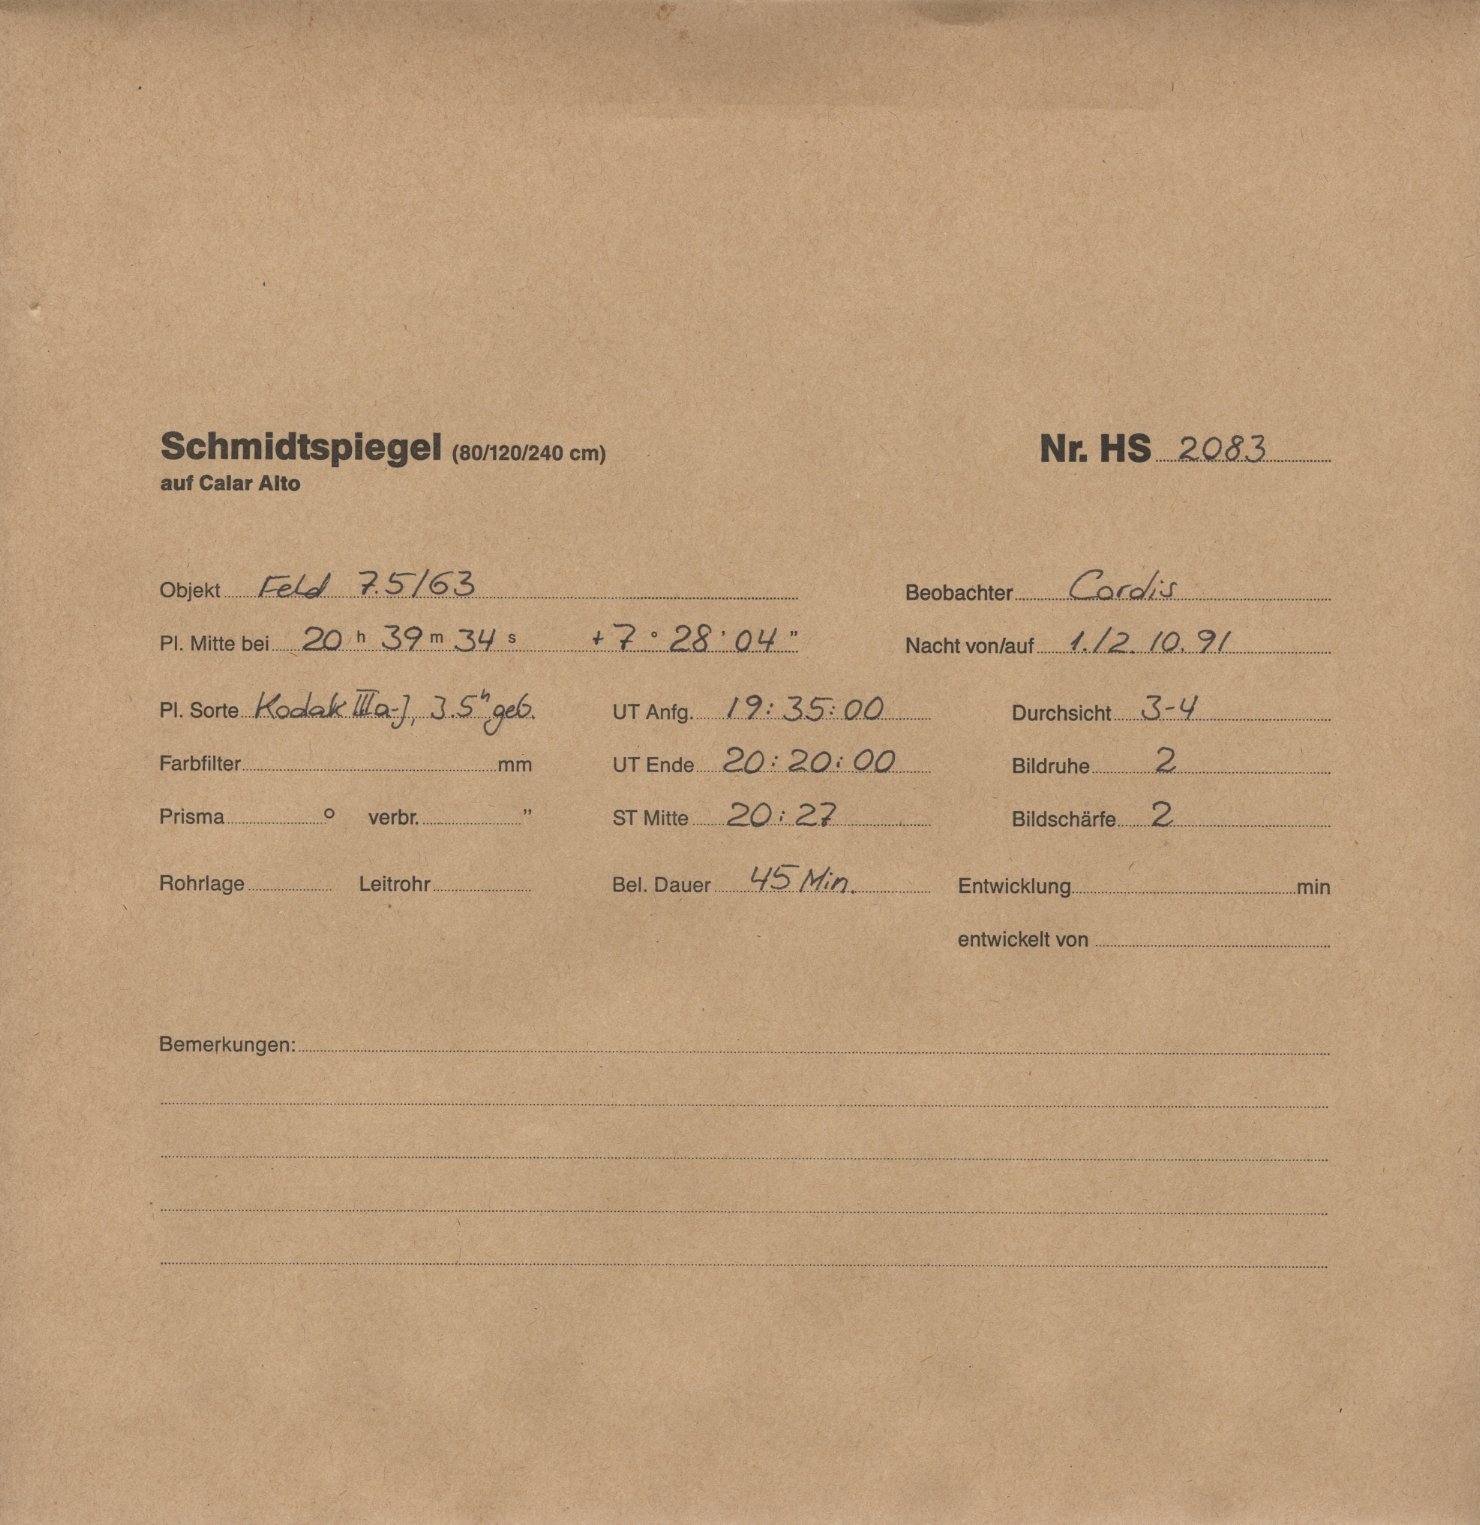 Schmidtspiegel (80/120/240 cm) Nr. HS 2083
auf Calar Alto
Objekt Feld 7.5/63 Beobachter Cordis
Pl. Mitte bei 20 h 39 m 34 s +7 ° 28 ' 04 " Nacht von/auf 1./2. 10. 91
Pl. Sorte Kodak IIIa-J, 3.5h geb. UT Anfg. 19:35:00 Durchsicht 3-4
Farbfilter mm UT Ende 20:20:00 Bildruhe 2
Prisma ° verbr. " ST Mitte 20:27 Bildschärfe 2
Rohrlage Leitrohr Bel. Dauer 45 Min. Entwicklung min
entwickelt von
Bemerkungen: